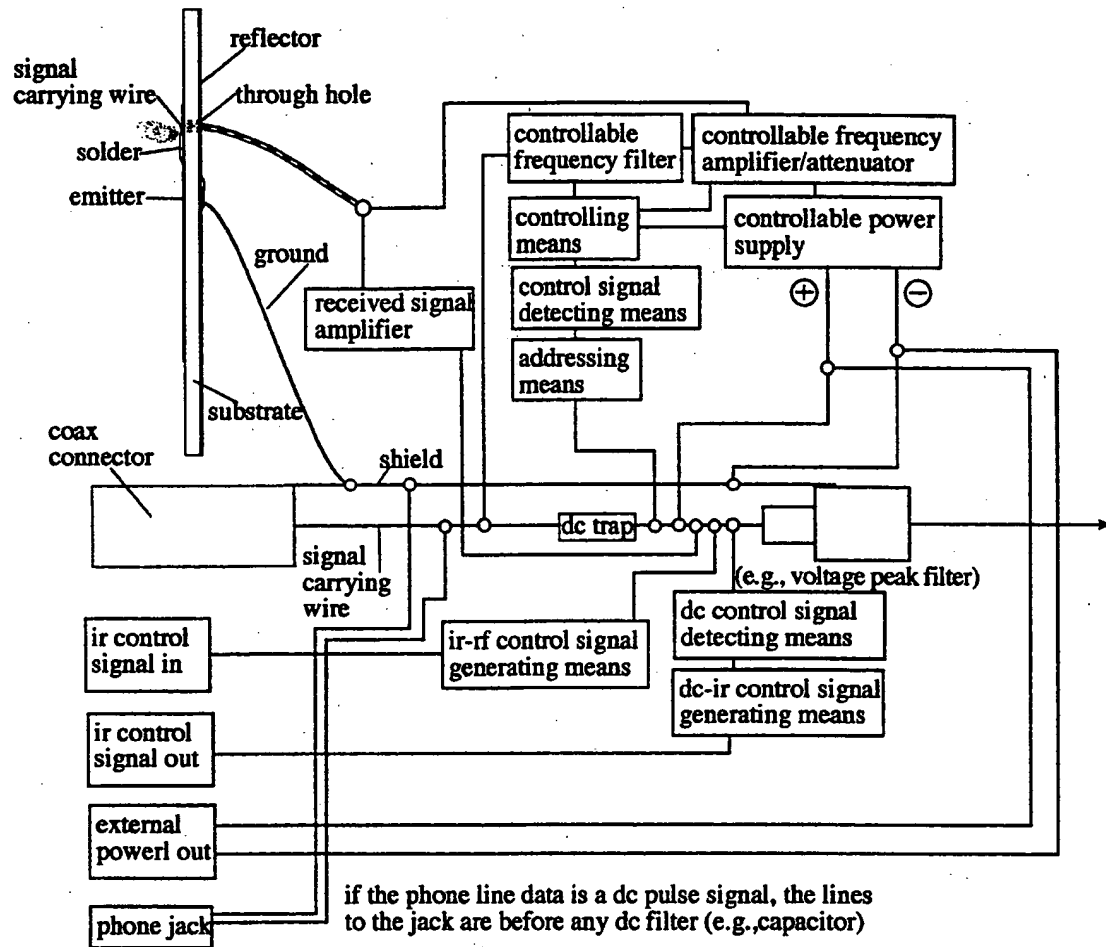 reflector
signal
carrying wire
through hole
solder
emitter
controllable
frequency filter
controllable frequency
amplifier/attenuator
controlling
means
controllable power
supply
ground
received signal
amplifier
control signal
detecting means
+
−
addressing
means
substrate
coax
connector
shield
dc trap
signal
carrying
wire
(e.g., voltage peak filter)
ir control
signal in
ir-rf control signal
generating means
dc control signal
detecting means
dc-ir control signal
generating means
ir control
signal out
external
powerl out
if the phone line data is a dc pulse signal, the lines
to the jack are before any dc filter (e.g.,capacitor)
phone jack